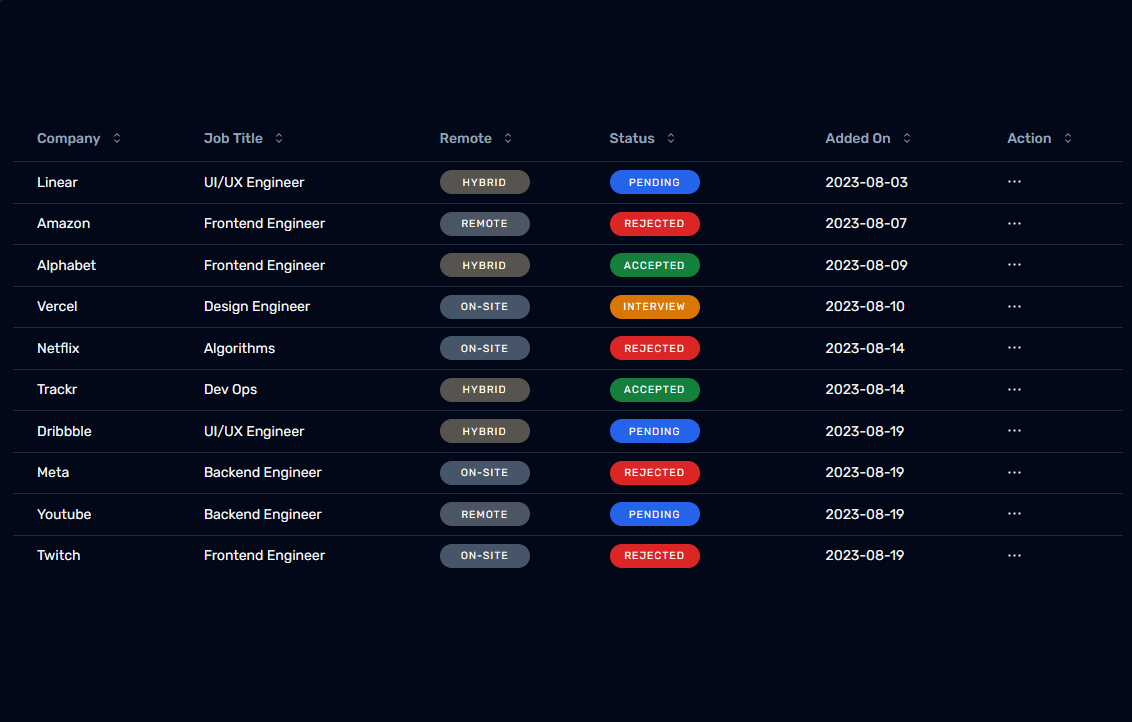 Company Job Title Remote Status Added On Action
Linear UI/UX Engineer HYBRID PENDING 2023-08-03 ...
Amazon Frontend Engineer REMOTE REJECTED 2023-08-07 ...
Alphabet Frontend Engineer HYBRID ACCEPTED 2023-08-09 ...
Vercel Design Engineer ON-SITE INTERVIEW 2023-08-10 ...
Netflix Algorithms ON-SITE REJECTED 2023-08-14 ...
Trackr Dev Ops HYBRID ACCEPTED 2023-08-14 ...
Dribbble UI/UX Engineer HYBRID PENDING 2023-08-19 ...
Meta Backend Engineer ON-SITE REJECTED 2023-08-19 ...
Youtube Backend Engineer REMOTE PENDING 2023-08-19 ...
Twitch Frontend Engineer ON-SITE REJECTED 2023-08-19 ...